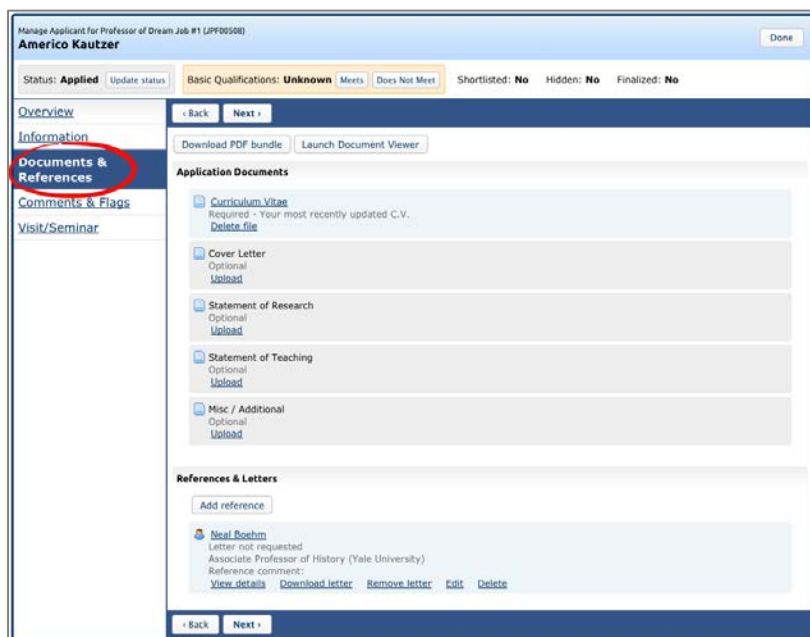 Manage Applicant for Professor of Dream Job #1 (JPF00508)
Americo Kautzer
Done
Status: Applied Update status Basic Qualifications: Unknown Meets Does Not Meet Shortlisted: No Hidden: No Finalized: No
Overview
Information
Documents & References
Comments & Flags
Visit/Seminar
‹ Back Next ›
Download PDF bundle Launch Document Viewer
Application Documents
Curriculum Vitae
Required - Your most recently updated C.V.
Delete file
Cover Letter
Optional
Upload
Statement of Research
Optional
Upload
Statement of Teaching
Optional
Upload
Misc / Additional
Optional
Upload
References & Letters
Add reference
Neal Boehm
Letter not requested
Associate Professor of History (Yale University)
Reference comment:
View details Download letter Remove letter Edit Delete
‹ Back Next ›